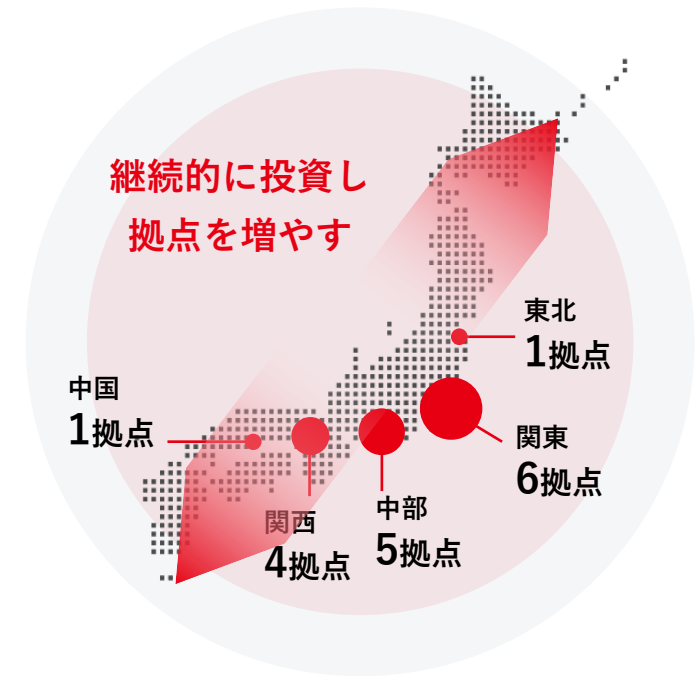 継続的に投資し
拠点を増やす
東北
1拠点
中国
1拠点
関東
6拠点
中部
5拠点
関西
4拠点